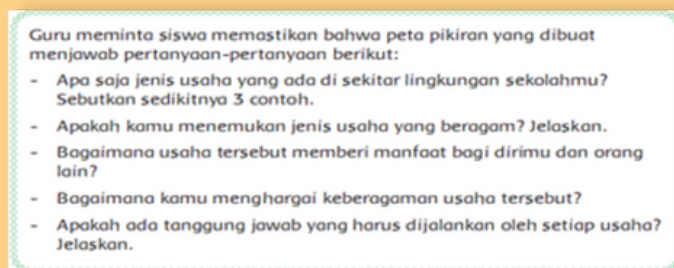 Guru meminta siswa memastikan bahwa peta pikiran yang dibuat
menjawab pertanyaan-pertanyaan berikut:
- Apa saja jenis usaha yang ada di sekitar lingkungan sekolahmu?
Sebutkan sedikitnya 3 contoh.
- Apakah kamu menemukan jenis usaha yang beragam? Jelaskan.
- Bagaimana usaha tersebut memberi manfaat bagi dirimu dan orang
lain?
- Bagaimana kamu menghargai keberagaman usaha tersebut?
- Apakah ada tanggung jawab yang harus dijalankan oleh setiap usaha?
Jelaskan.